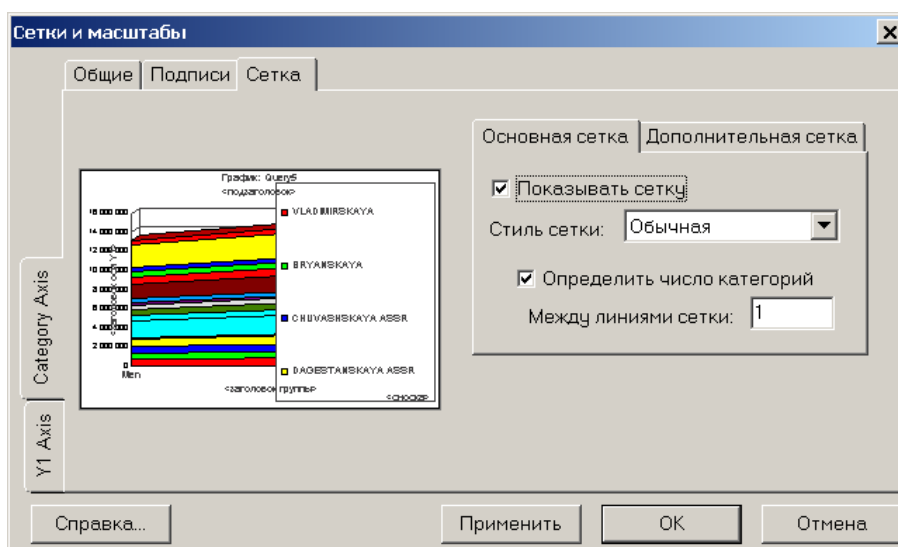 Сетки и масштабы
Общие
Подписи
Сетка
Category Axis
Y1 Axis
График: Query5
<подзаголовок>
16 000 000
14 000 000
12 000 000
10 000 000
8 000 000
6 000 000
4 000 000
2 000 000
0
Men
<заголовок группы>
VLADIMIRSKAYA
BRYANSKAYA
CHUVASHSKAYA ASSR
DAGESTANSKAYA ASSR
<сноска>
Основная сетка
Дополнительная сетка
Показывать сетку
Стиль сетки: Обычная
Определить число категорий
Между линиями сетки: 1
Справка...
Применить
OK
Отмена